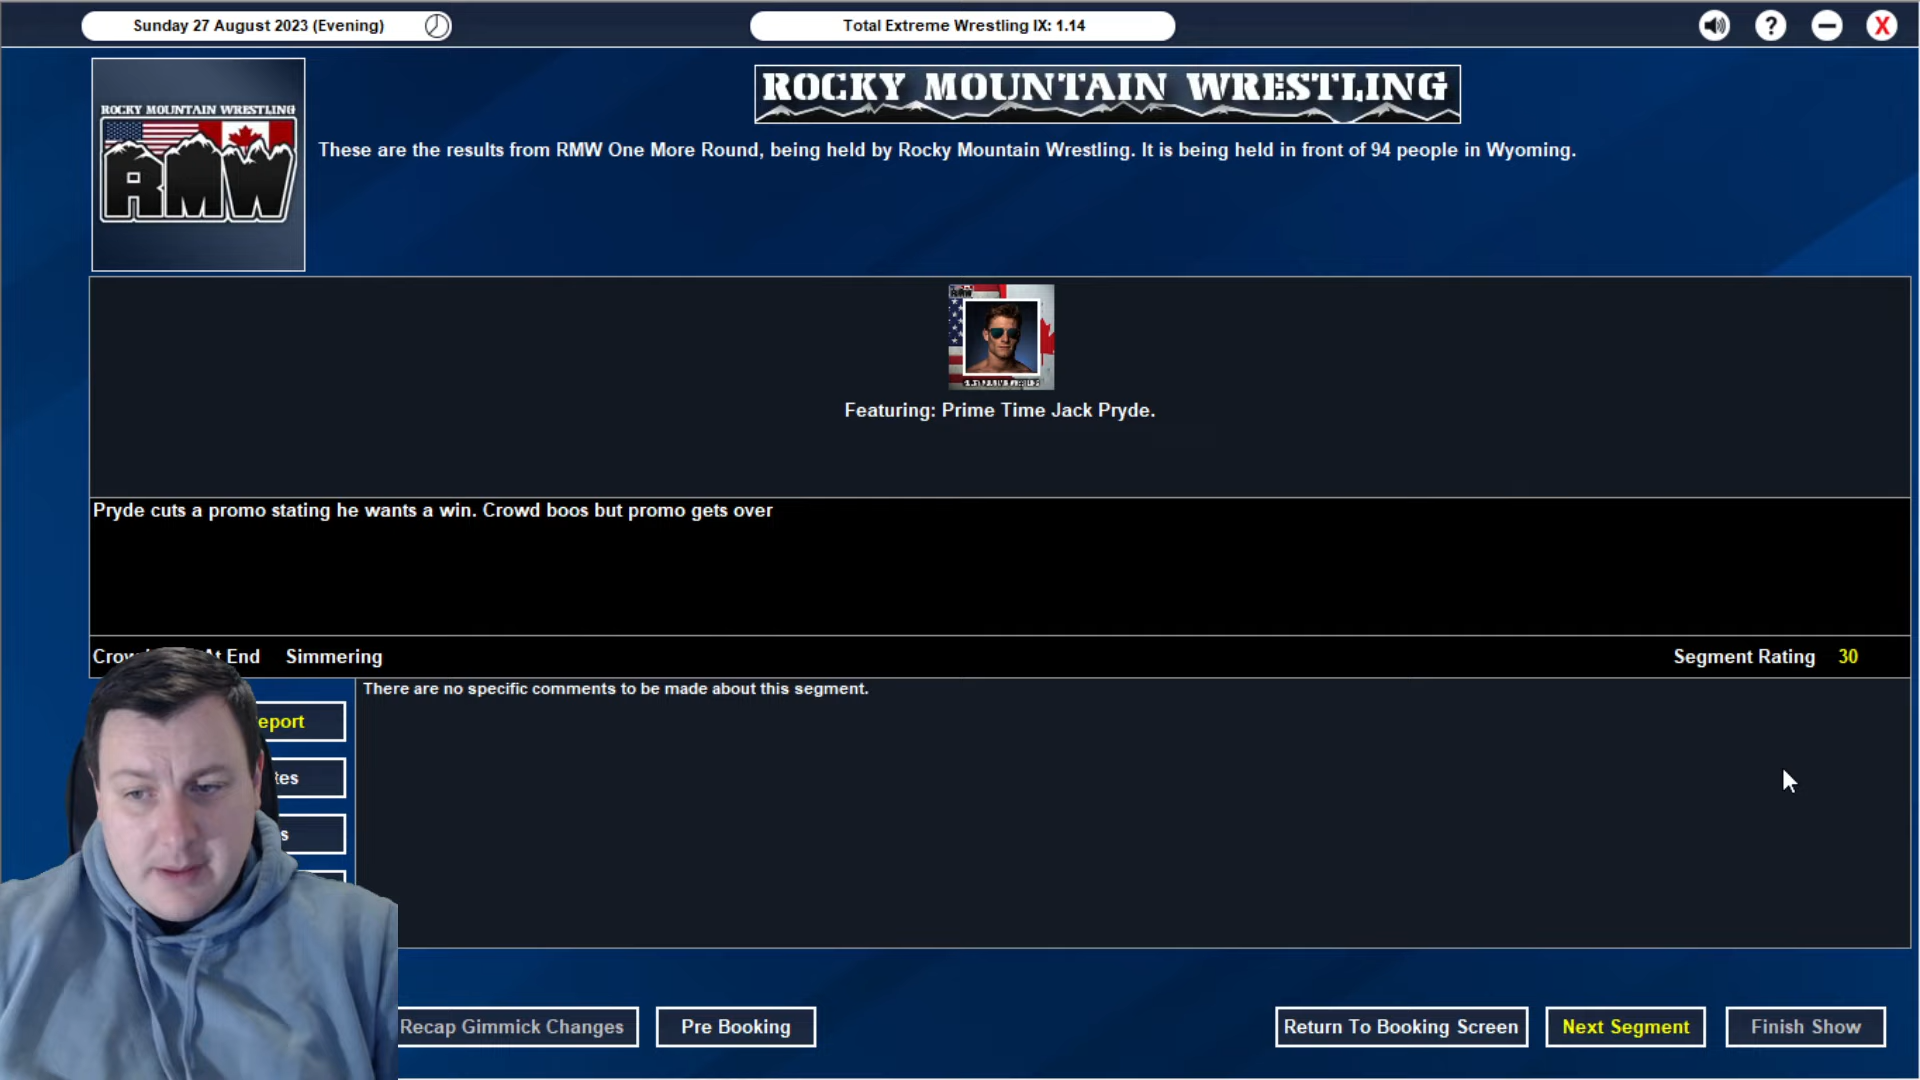 Sunday 27 August 2023 (Evening)
Total Extreme Wrestling IX: 1.14
?
X
ROCKY MOUNTAIN WRESTLING
RMW
ROCKY MOUNTAIN WRESTLING
These are the results from RMW One More Round, being held by Rocky Mountain Wrestling. It is being held in front of 94 people in Wyoming.
RMW
Featuring: Prime Time Jack Pryde.
Pryde cuts a promo stating he wants a win. Crowd boos but promo gets over
At End Simmering
Segment Rating 30
There are no specific comments to be made about this segment.
Recap Gimmick Changes
Pre Booking
Return To Booking Screen
Next Segment
Finish Show